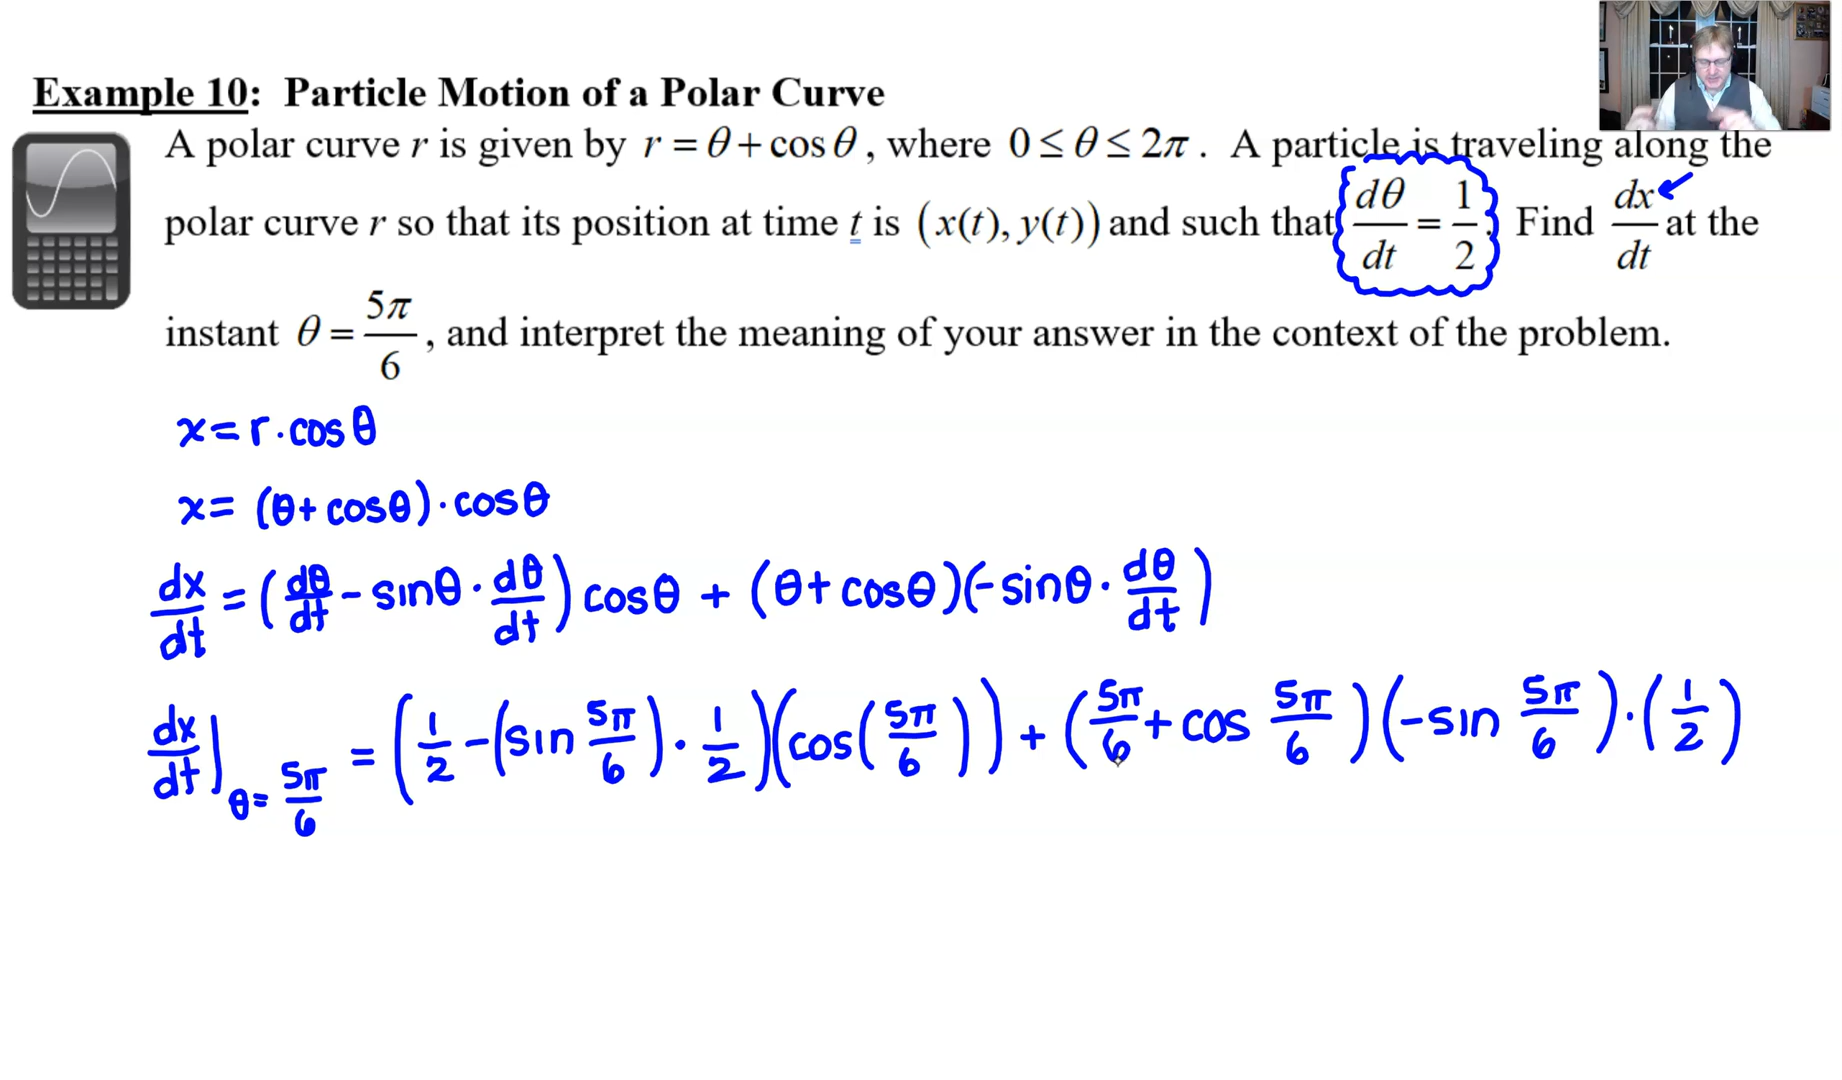 Example 10: Particle Motion of a Polar Curve
A polar curve r is given by r = θ + cos θ, where 0 ≤ θ ≤ 2π. A particle is traveling along the
polar curve r so that its position at time t is (x(t), y(t)) and such that dθ/dt = 1/2. Find dx/dt at the
instant θ = 5π/6, and interpret the meaning of your answer in the context of the problem.
x = r · cos θ
x = (θ + cos θ) · cos θ
dx/dt = (dθ/dt - sin θ · dθ/dt) cos θ + (θ + cos θ)(-sin θ · dθ/dt)
dx/dt | θ = 5π/6 = (1/2 - (sin 5π/6) · 1/2)(cos(5π/6)) + (5π/6 + cos 5π/6)(-sin 5π/6) · (1/2)